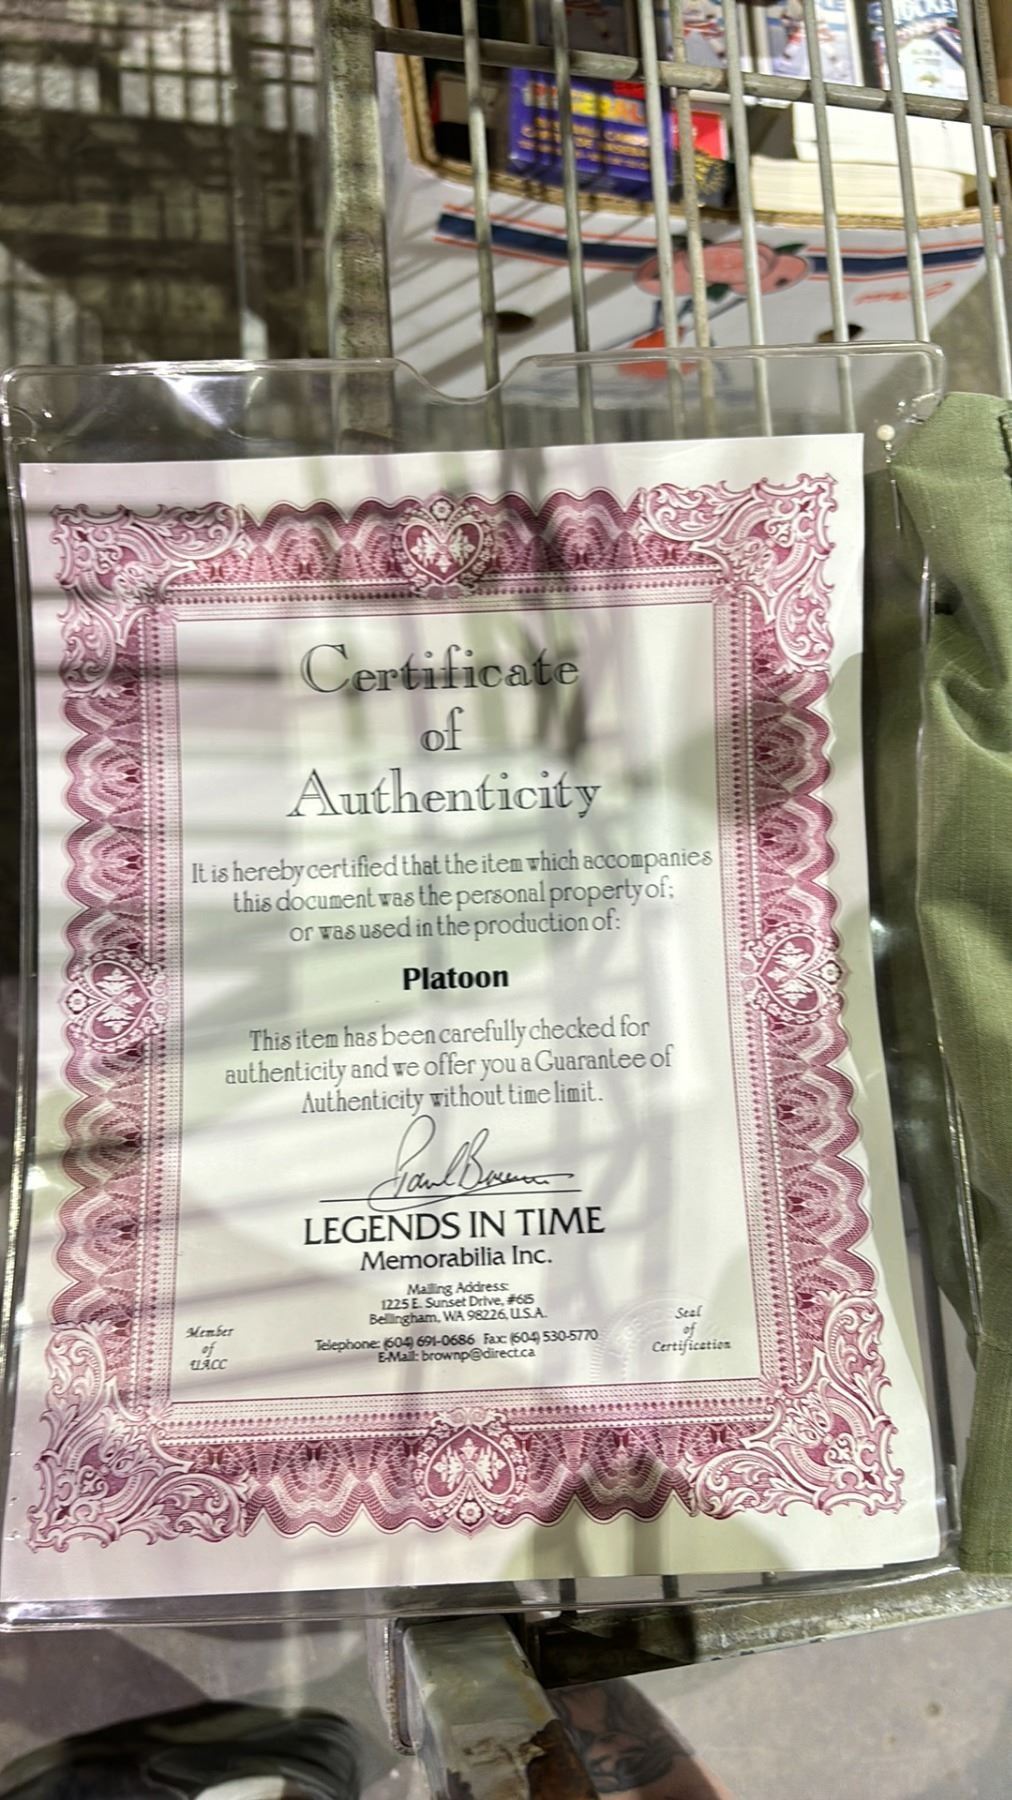 BASEBALL
Certificate
of
Authenticity
It is hereby certified that the item which accompanies
this document was the personal property of;
or was used in the production of:
Platoon
This item has been carefully checked for
authenticity and we offer you a Guarantee of
Authenticity without time limit.
LEGENDS IN TIME
Memorabilia Inc.
Mailing Address:
1225 E. Sunset Drive, #615
Bellingham, WA 98226, U.S.A.
Telephone: (604) 691-0686 Fax: (604) 530-5770
E-Mail: brownp@direct.ca
Member
of
UACC
Seal
of
Certification